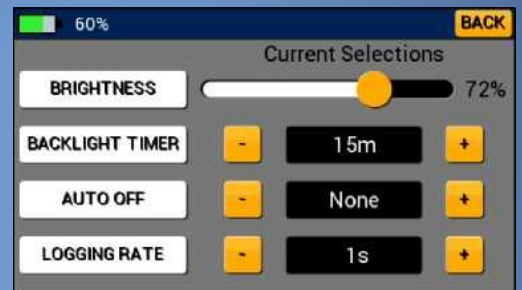 60% BACK
Current Selections
BRIGHTNESS 72%
BACKLIGHT TIMER - 15m +
AUTO OFF - None +
LOGGING RATE - 1s +